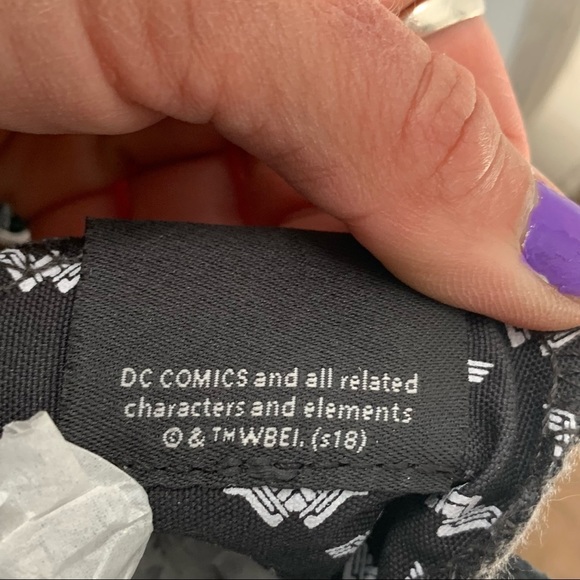 DC COMICS and all related
characters and elements
© & ™ WBEI. (s18)